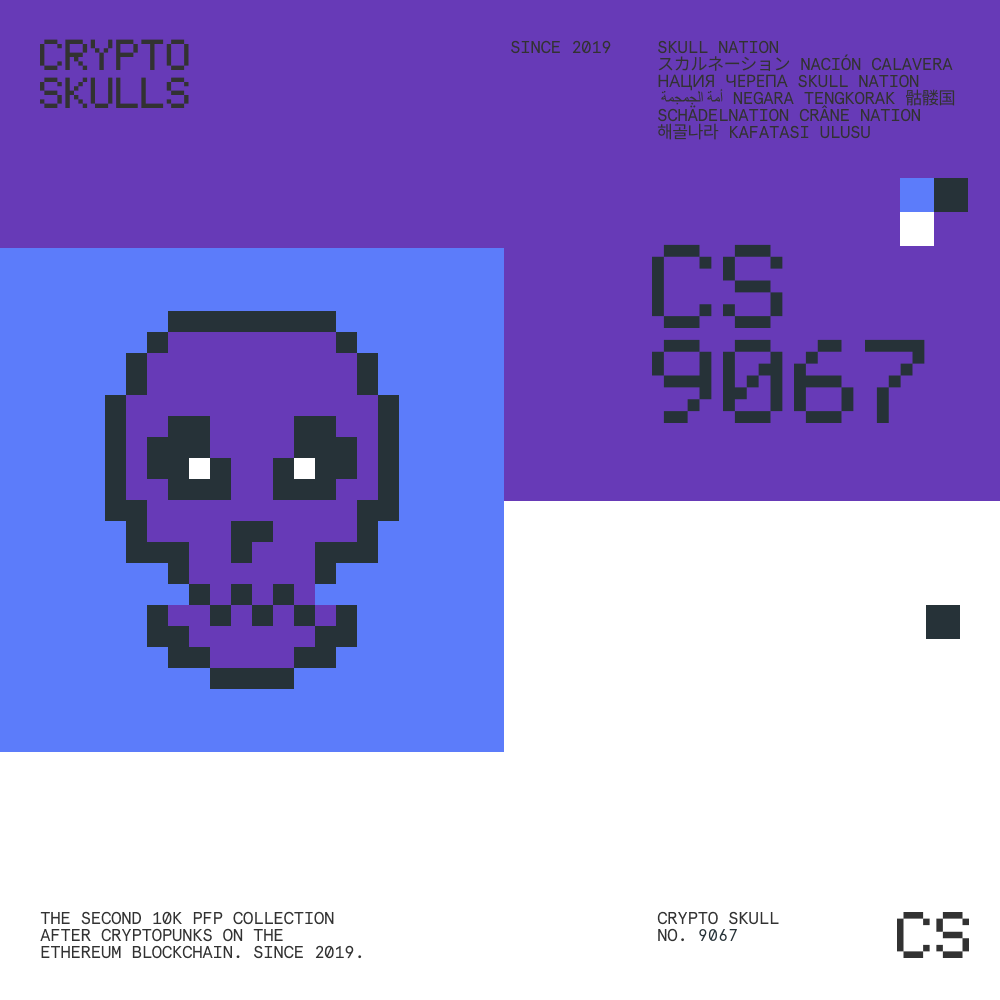 CRYPTO
SKULLS
SINCE 2019
SKULL NATION
スカルネーション NACIÓN CALAVERA
НАЦИЯ ЧЕРЕПА SKULL NATION
أمة الجمجمة NEGARA TENGKORAK 骷髅国
SCHÄDELNATION CRÂNE NATION
해골나라 KAFATASI ULUSU
CS
9067
THE SECOND 10K PFP COLLECTION
AFTER CRYPTOPUNKS ON THE
ETHEREUM BLOCKCHAIN. SINCE 2019.
CRYPTO SKULL
NO. 9067
CS